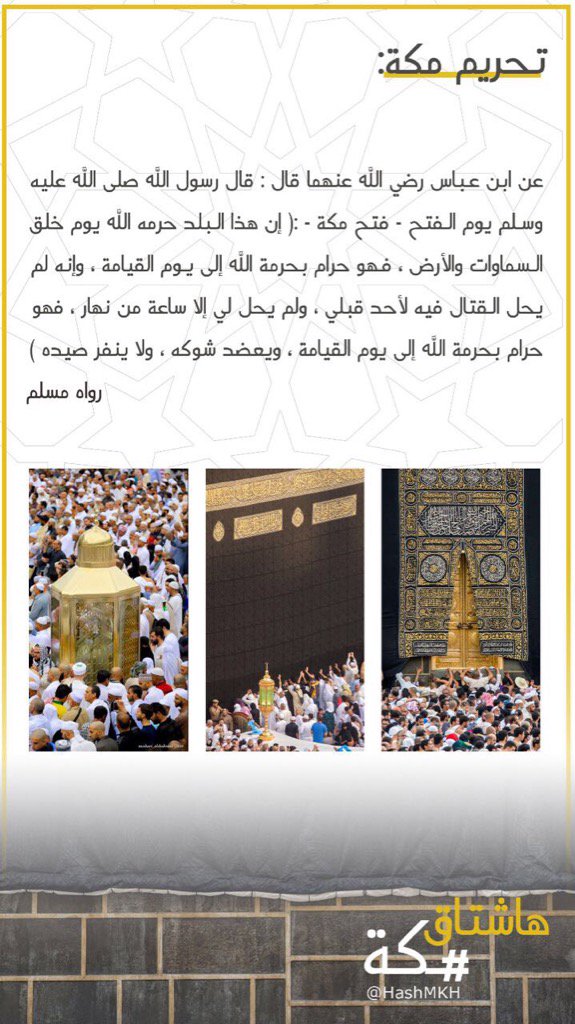 تحريم مكة:
عن ابن عباس رضي الله عنهما قال : قال رسول الله صلى الله عليه
وسلم يوم الفتح - فتح مكة - :( إن هذا البلد حرمه الله يوم خلق
السماوات والأرض ، فهو حرام بحرمة الله إلى يوم القيامة ، وإنه لم
يحل القتال فيه لأحد قبلي ، ولم يحل لي إلا ساعة من نهار ، فهو
حرام بحرمة الله إلى يوم القيامة ، ويعضد شوكه ، ولا ينفر صيده )
رواه مسلم
هاشتاق
#مكة
@HashMKH